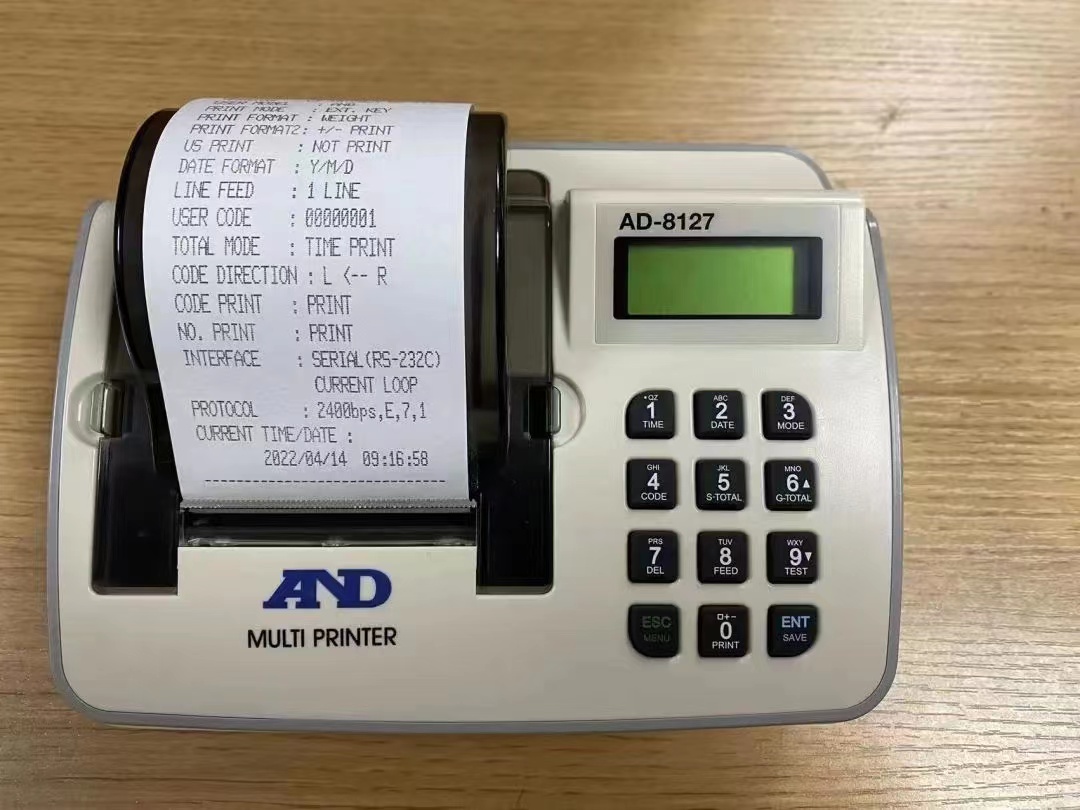 USER MODEL : AND
PRINT MODE : EXT. KEY
PRINT FORMAT : WEIGHT
PRINT FORMAT2: +/- PRINT
US PRINT : NOT PRINT
DATE FORMAT : Y/M/D
LINE FEED : 1 LINE
USER CODE : 00000001
TOTAL MODE : TIME PRINT
CODE DIRECTION : L <-- R
CODE PRINT : PRINT
NO. PRINT : PRINT
INTERFACE : SERIAL(RS-232C)
CURRENT LOOP
PROTOCOL : 2400bps,E,7,1
CURRENT TIME/DATE :
2022/04/14 09:16:58
--------------------------------
AND
MULTI PRINTER
AD-8127
•QZ ABC DEF
1 2 3
TIME DATE MODE
GHI JKL MNO
4 5 6▲
CODE S-TOTAL G-TOTAL
PRS TUV WXY
7 8 9▼
DEL FEED TEST
ESC □+- ENT
MENU 0 SAVE
PRINT